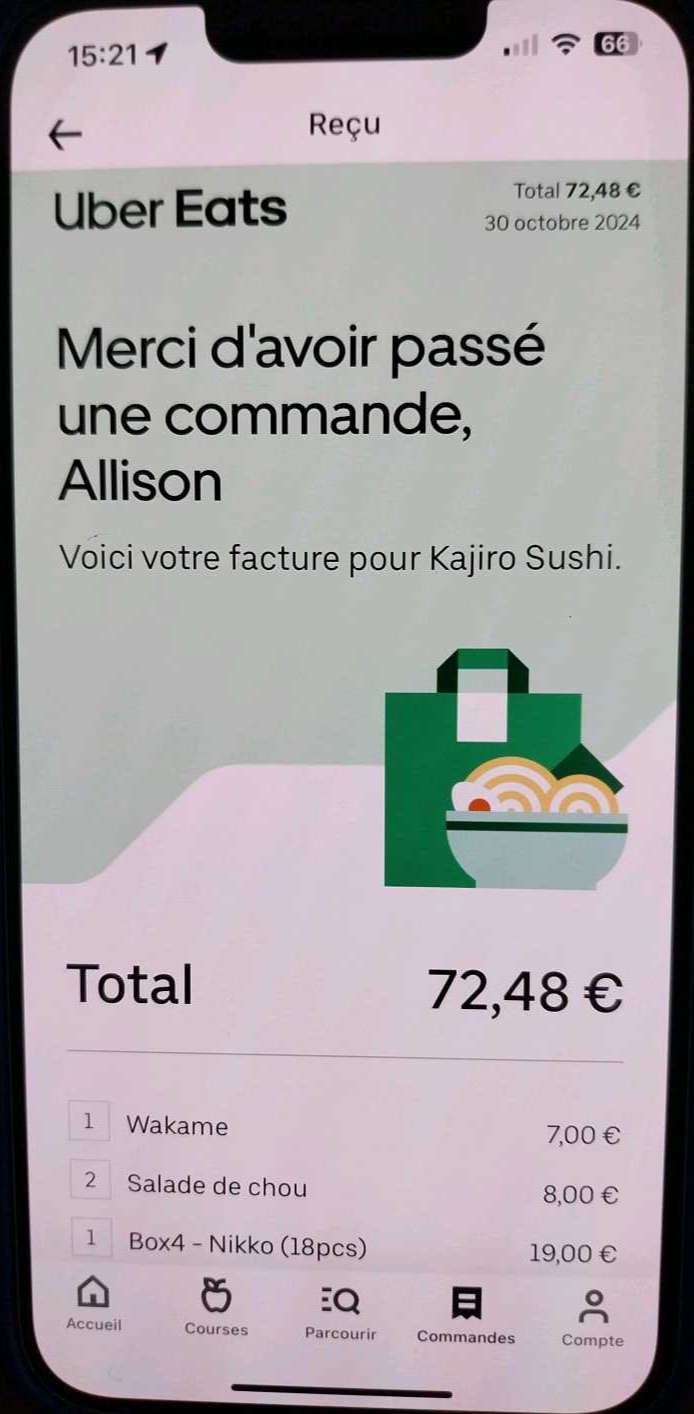 15:21
66
Reçu
Uber Eats
Total 72,48 €
30 octobre 2024
Merci d'avoir passé
une commande,
Allison
Voici votre facture pour Kajiro Sushi.
Total 72,48 €
1 Wakame 7,00 €
2 Salade de chou 8,00 €
1 Box4 - Nikko (18pcs) 19,00 €
Accueil Courses Parcourir Commandes Compte